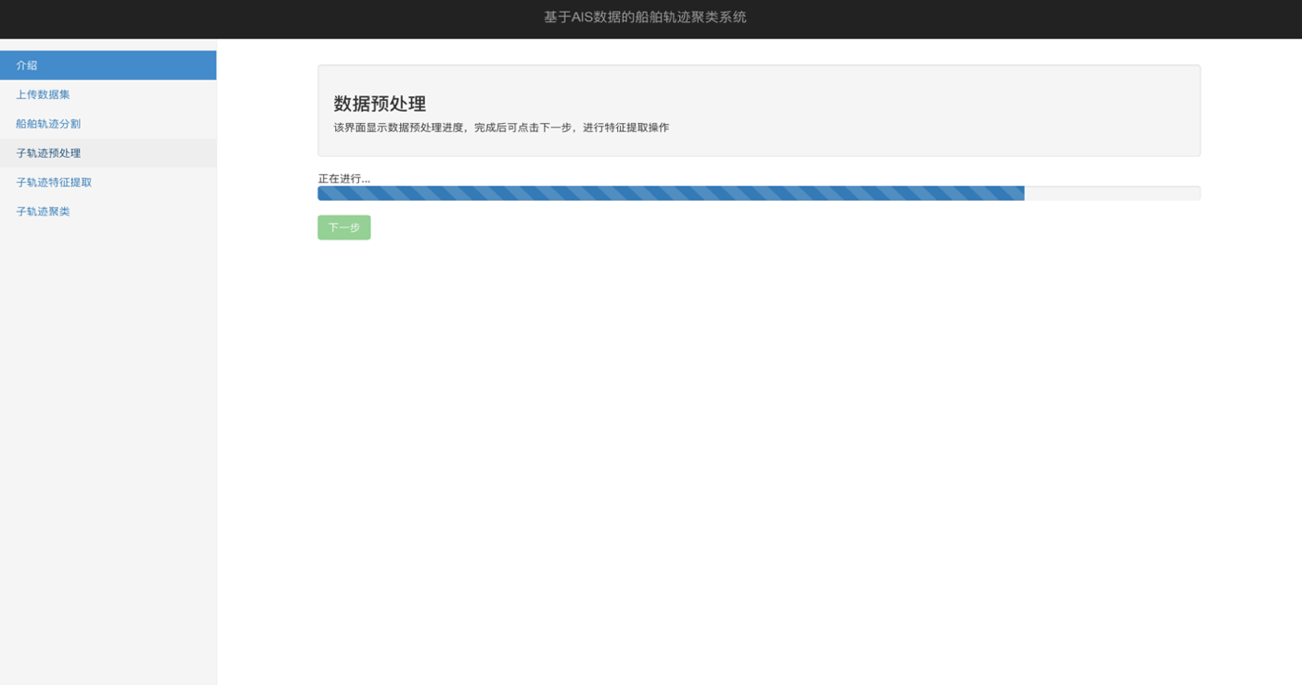 基于AIS数据的船舶轨迹聚类系统
介绍
上传数据集
船舶轨迹分割
子轨迹预处理
子轨迹特征提取
子轨迹聚类
数据预处理
该界面显示数据预处理进度，完成后可点击下一步，进行特征提取操作
正在进行...
下一步